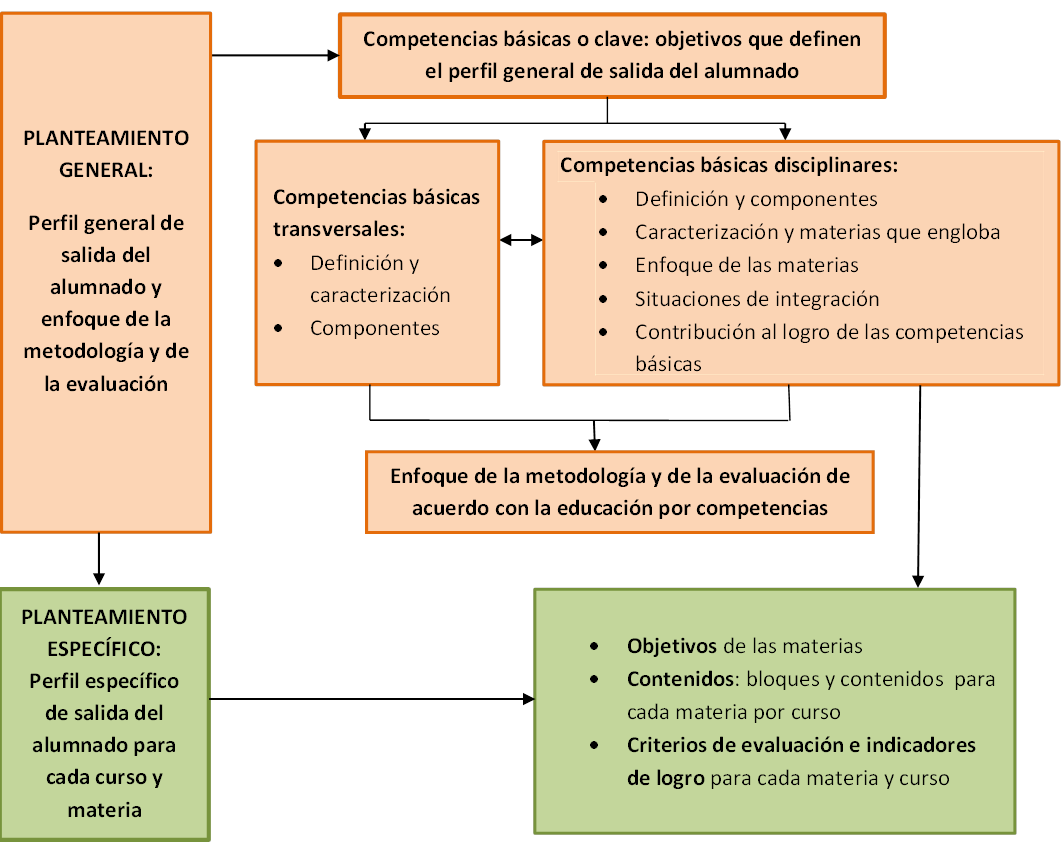 PLANTEAMIENTO
GENERAL:
Perfil general de
salida del
alumnado y
enfoque de la
metodología y de
la evaluación
Competencias básicas o clave: objetivos que definen
el perfil general de salida del alumnado
Competencias básicas
transversales:
• Definición y
caracterización
• Componentes
Competencias básicas disciplinares:
• Definición y componentes
• Caracterización y materias que engloba
• Enfoque de las materias
• Situaciones de integración
• Contribución al logro de las competencias
básicas
Enfoque de la metodología y de la evaluación de
acuerdo con la educación por competencias
PLANTEAMIENTO
ESPECÍFICO:
Perfil específico
de salida del
alumnado para
cada curso y
materia
• Objetivos de las materias
• Contenidos: bloques y contenidos para
cada materia por curso
• Criterios de evaluación e indicadores
de logro para cada materia y curso